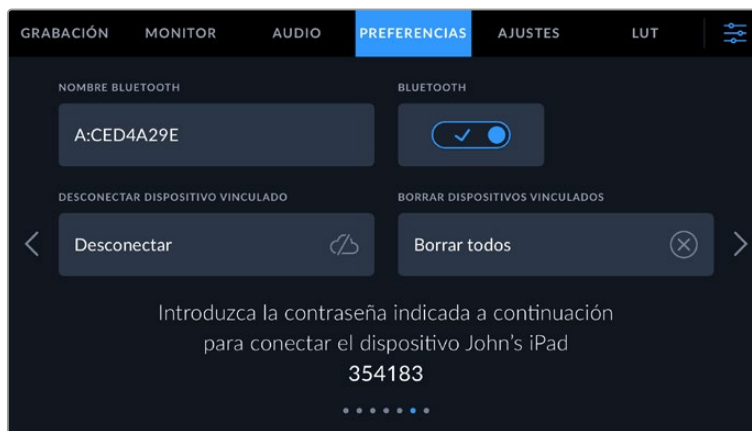 GRABACIÓN MONITOR AUDIO PREFERENCIAS AJUSTES LUT
NOMBRE BLUETOOTH BLUETOOTH
A:CED4A29E
DESCONECTAR DISPOSITIVO VINCULADO BORRAR DISPOSITIVOS VINCULADOS
Desconectar Borrar todos
Introduzca la contraseña indicada a continuación
para conectar el dispositivo John's iPad
354183